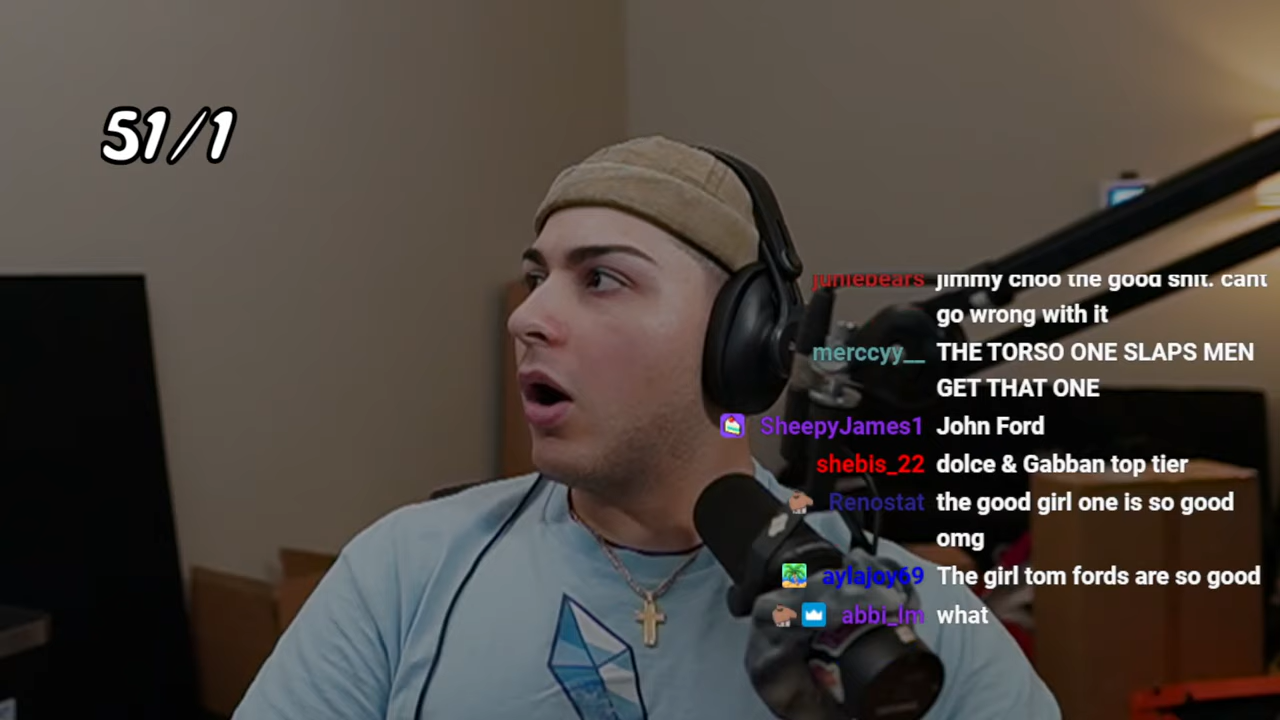 51/1
juniebears jimmy choo the good shit. cant
go wrong with it
merccyy__ THE TORSO ONE SLAPS MEN
GET THAT ONE
SheepyJames1 John Ford
shebis_22 dolce & Gabban top tier
Renostat the good girl one is so good
omg
aylajoy69 The girl tom fords are so good
abbi_lm what